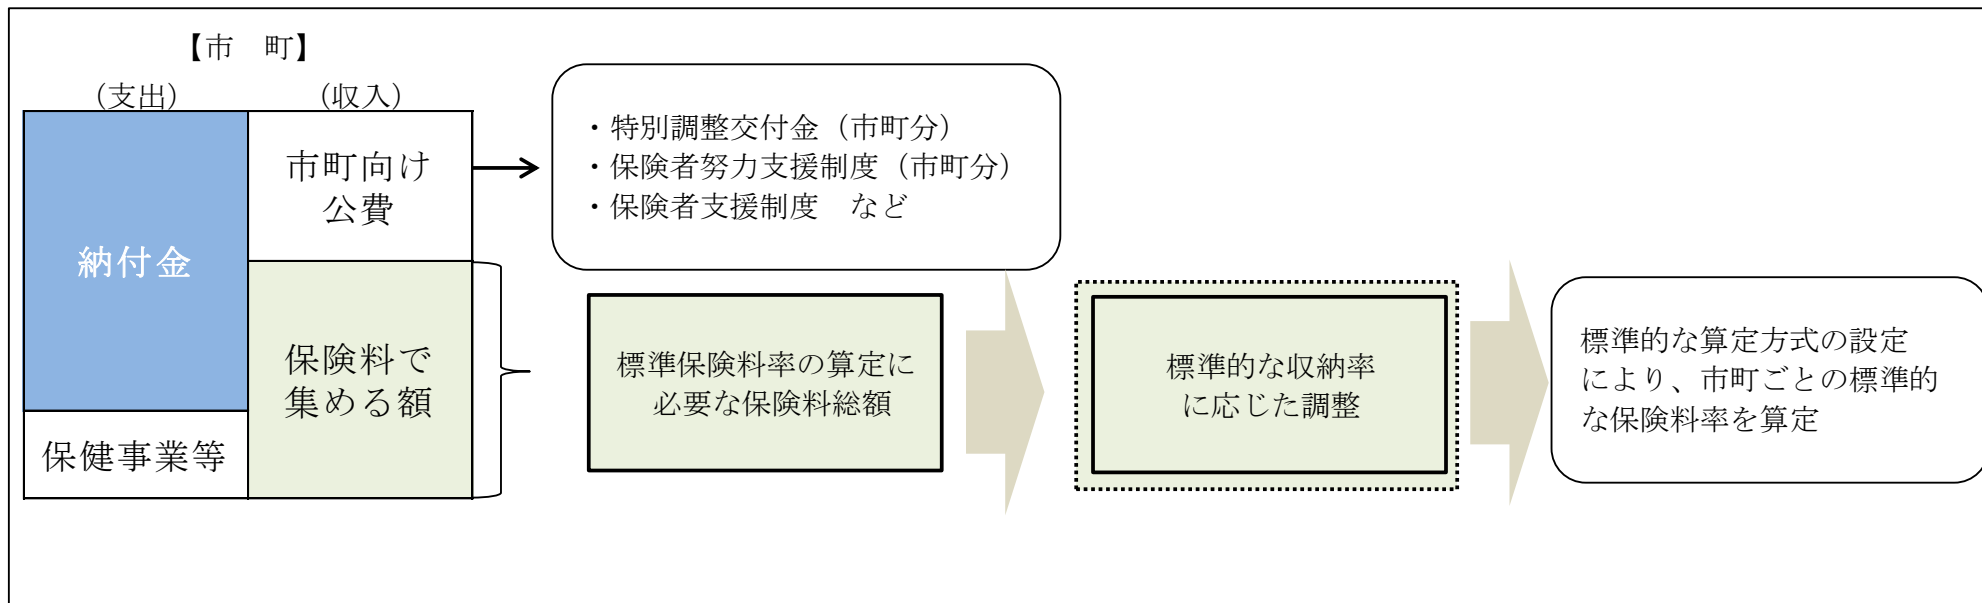 【市　町】
（支出）
（収入）
納付金
保健事業等
市町向け
公費
保険料で
集める額
・特別調整交付金（市町分）
・保険者努力支援制度（市町分）
・保険者支援制度　など
標準保険料率の算定に
必要な保険料総額
標準的な収納率
に応じた調整
標準的な算定方式の設定
により、市町ごとの標準的
な保険料率を算定